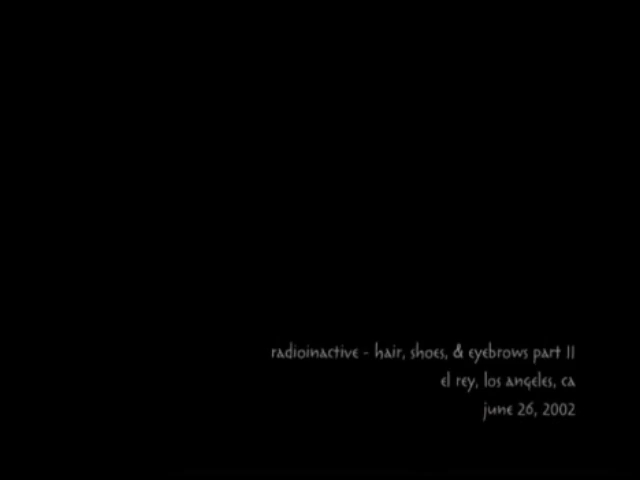 radioinactive - hair, shoes, & eyebrows part II
el rey, los angeles, ca
june 26, 2002